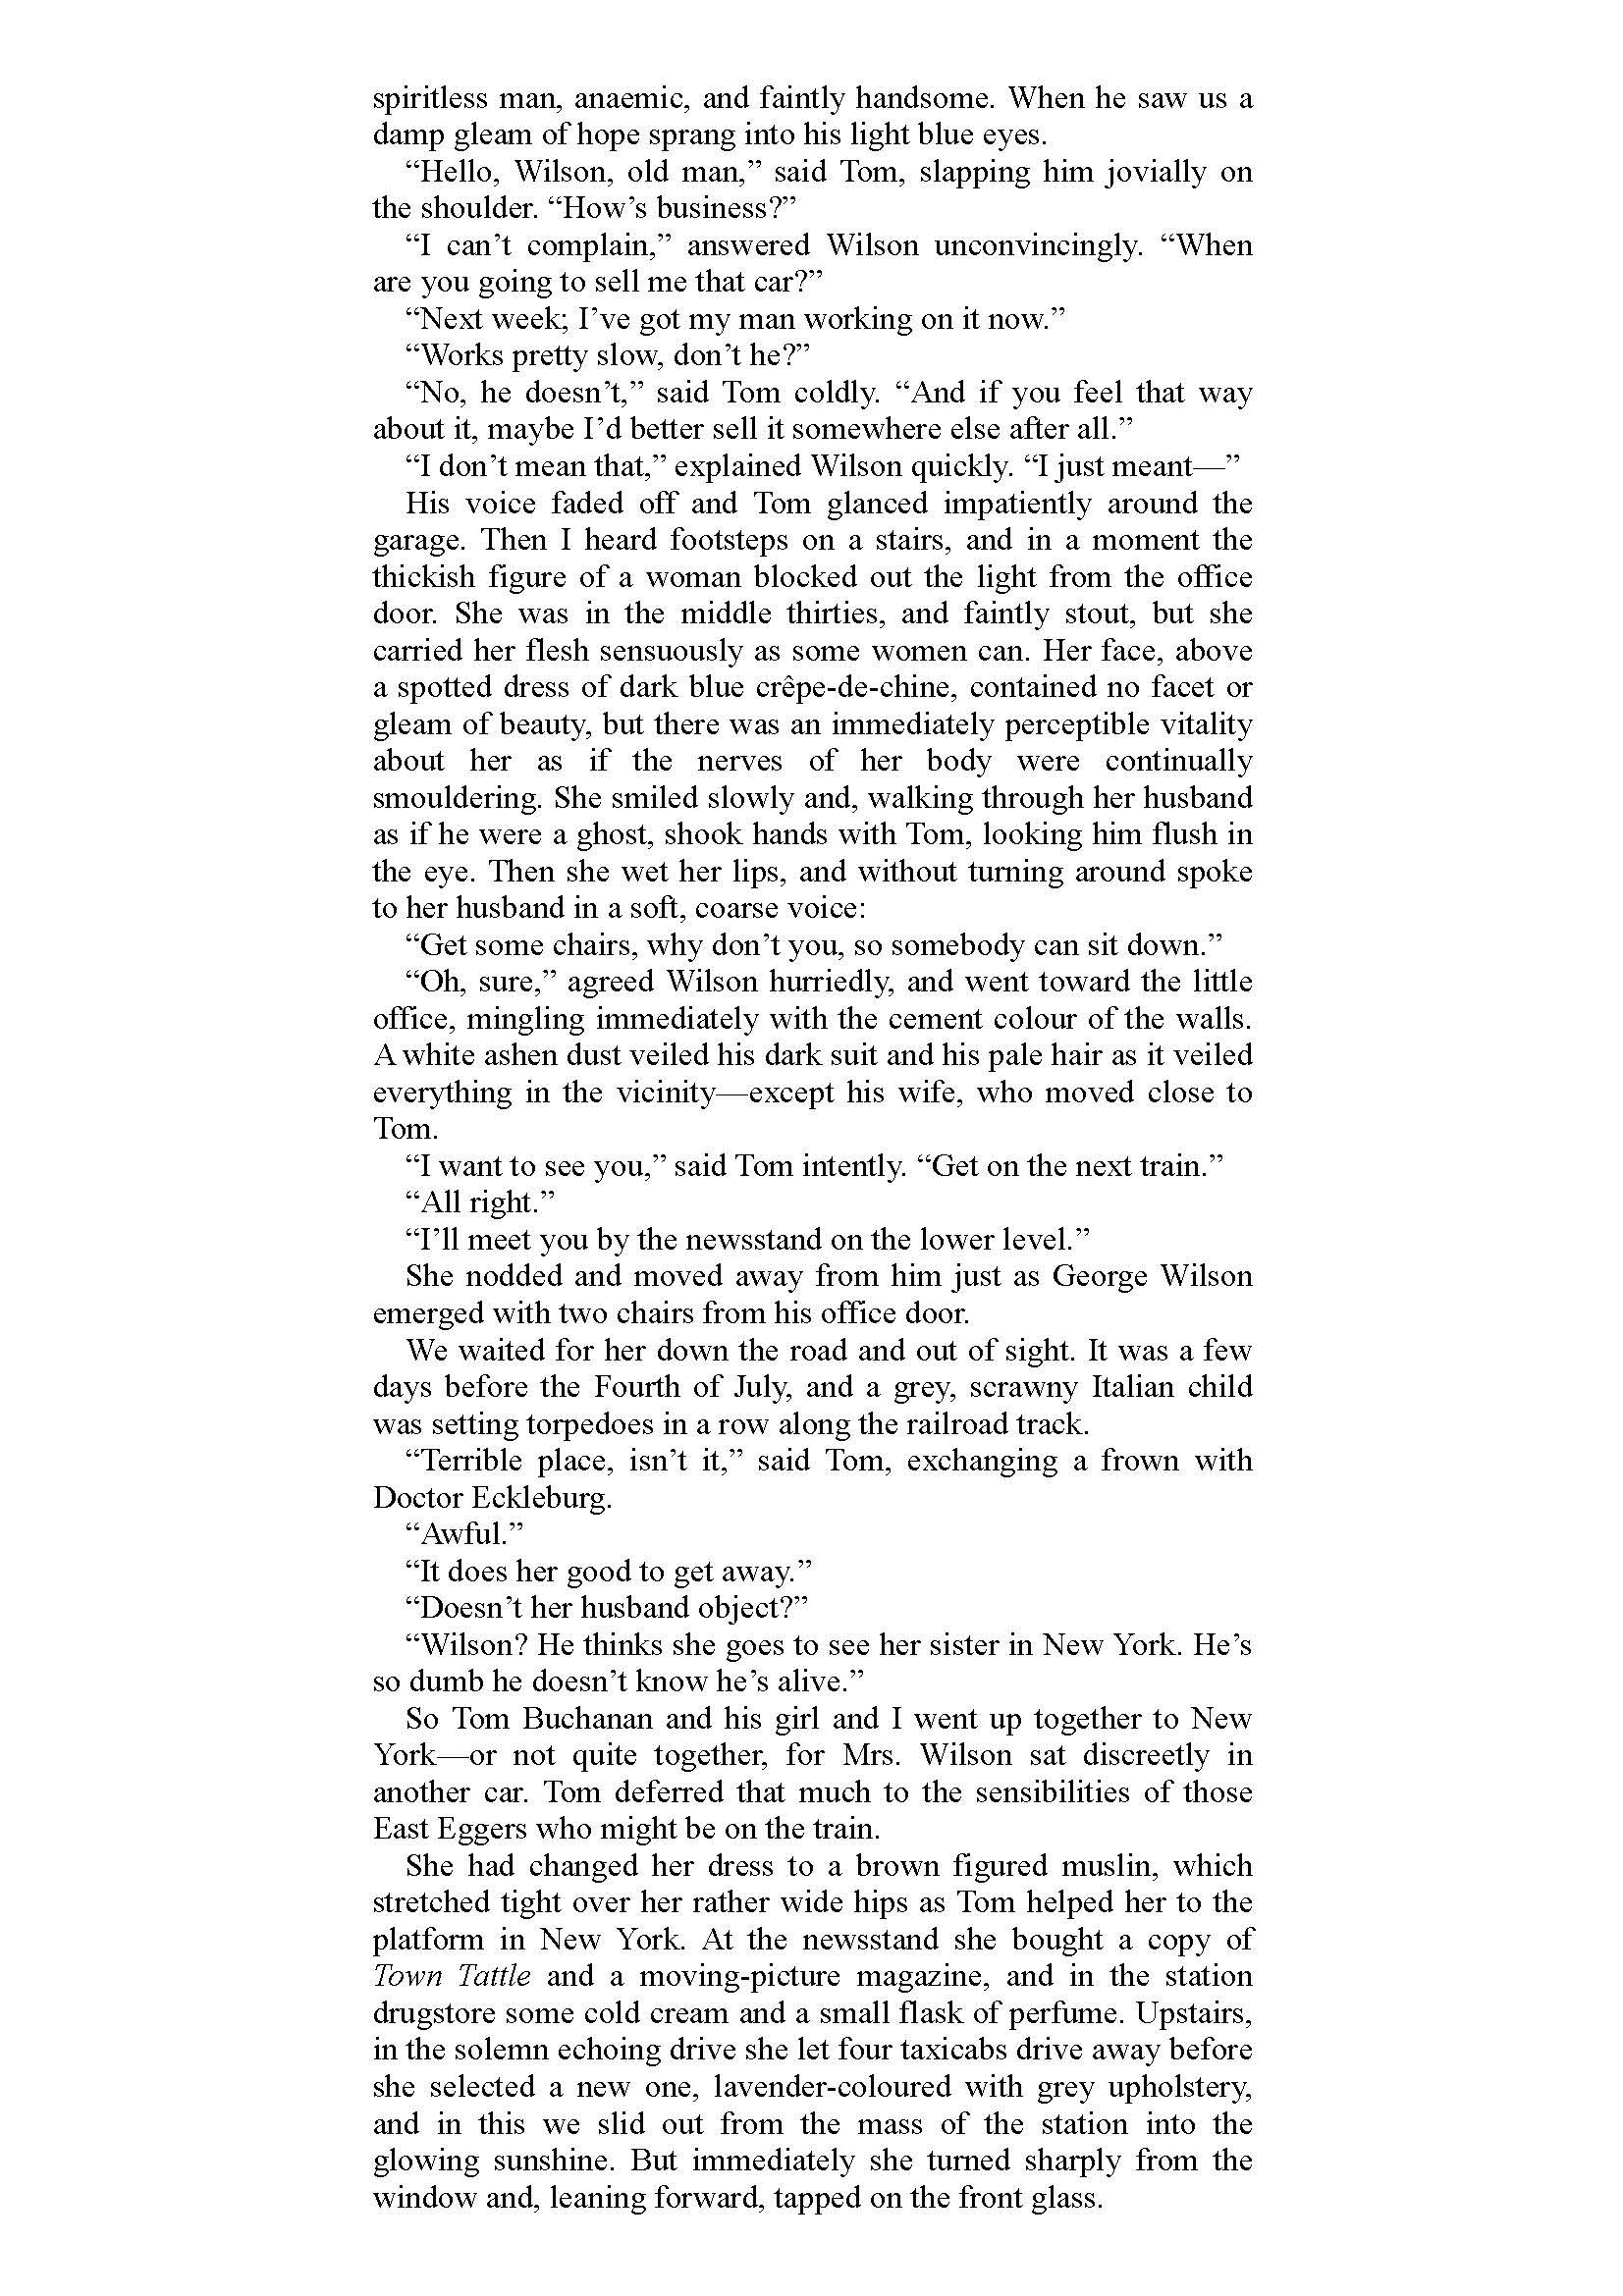 spiritless man, anaemic, and faintly handsome. When he saw us a
damp gleam of hope sprang into his light blue eyes.
“Hello, Wilson, old man,” said Tom, slapping him jovially on
the shoulder. “How’s business?”
“I can’t complain,” answered Wilson unconvincingly. “When
are you going to sell me that car?”
“Next week; I’ve got my man working on it now.”
“Works pretty slow, don’t he?”
“No, he doesn’t,” said Tom coldly. “And if you feel that way
about it, maybe I’d better sell it somewhere else after all.”
“I don’t mean that,” explained Wilson quickly. “I just meant—”
His voice faded off and Tom glanced impatiently around the
garage. Then I heard footsteps on a stairs, and in a moment the
thickish figure of a woman blocked out the light from the office
door. She was in the middle thirties, and faintly stout, but she
carried her flesh sensuously as some women can. Her face, above
a spotted dress of dark blue crêpe-de-chine, contained no facet or
gleam of beauty, but there was an immediately perceptible vitality
about her as if the nerves of her body were continually
smouldering. She smiled slowly and, walking through her husband
as if he were a ghost, shook hands with Tom, looking him flush in
the eye. Then she wet her lips, and without turning around spoke
to her husband in a soft, coarse voice:
“Get some chairs, why don’t you, so somebody can sit down.”
“Oh, sure,” agreed Wilson hurriedly, and went toward the little
office, mingling immediately with the cement colour of the walls.
A white ashen dust veiled his dark suit and his pale hair as it veiled
everything in the vicinity—except his wife, who moved close to
Tom.
“I want to see you,” said Tom intently. “Get on the next train.”
“All right.”
“I’ll meet you by the newsstand on the lower level.”
She nodded and moved away from him just as George Wilson
emerged with two chairs from his office door.
We waited for her down the road and out of sight. It was a few
days before the Fourth of July, and a grey, scrawny Italian child
was setting torpedoes in a row along the railroad track.
“Terrible place, isn’t it,” said Tom, exchanging a frown with
Doctor Eckleburg.
“Awful.”
“It does her good to get away.”
“Doesn’t her husband object?”
“Wilson? He thinks she goes to see her sister in New York. He’s
so dumb he doesn’t know he’s alive.”
So Tom Buchanan and his girl and I went up together to New
York—or not quite together, for Mrs. Wilson sat discreetly in
another car. Tom deferred that much to the sensibilities of those
East Eggers who might be on the train.
She had changed her dress to a brown figured muslin, which
stretched tight over her rather wide hips as Tom helped her to the
platform in New York. At the newsstand she bought a copy of
Town Tattle and a moving-picture magazine, and in the station
drugstore some cold cream and a small flask of perfume. Upstairs,
in the solemn echoing drive she let four taxicabs drive away before
she selected a new one, lavender-coloured with grey upholstery,
and in this we slid out from the mass of the station into the
glowing sunshine. But immediately she turned sharply from the
window and, leaning forward, tapped on the front glass.